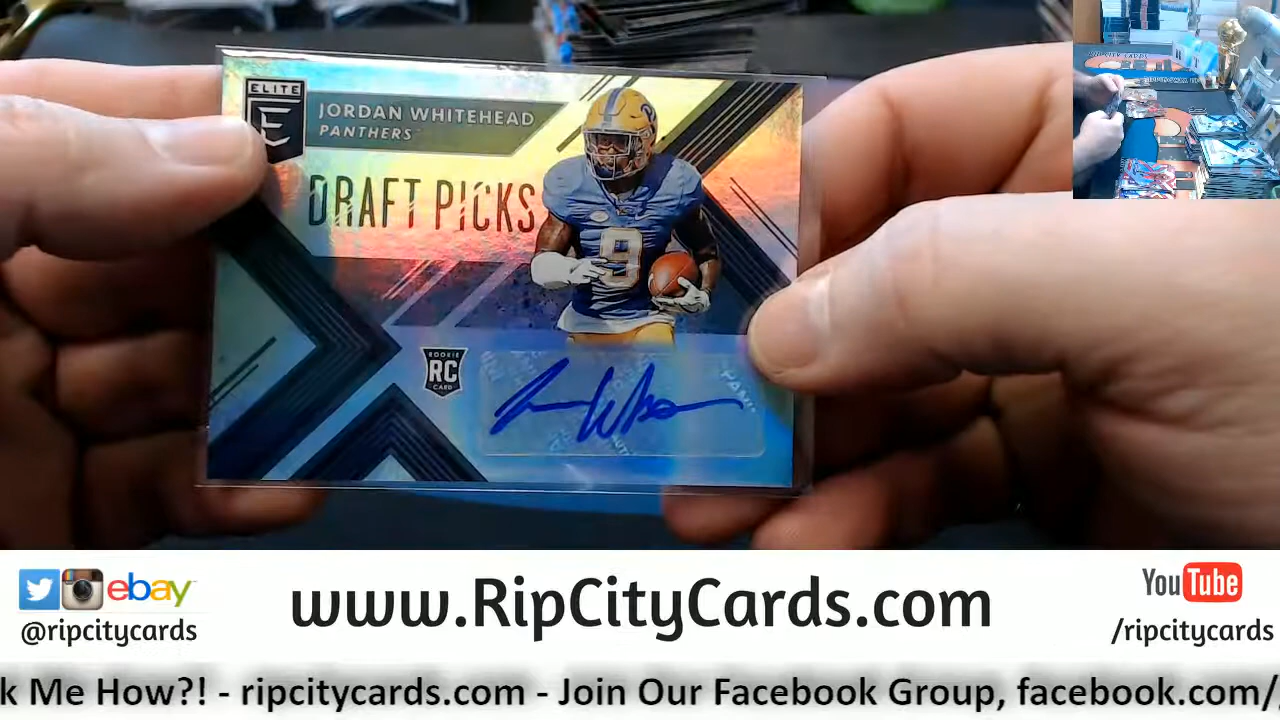 ELITE
E
JORDAN WHITEHEAD
PANTHERS
DRAFT PICKS
9
ROOKIE
RC
CARD
ebay
@ripcitycards
www.RipCityCards.com
YouTube
/ripcitycards
k Me How?! - ripcitycards.com - Join Our Facebook Group, facebook.com/